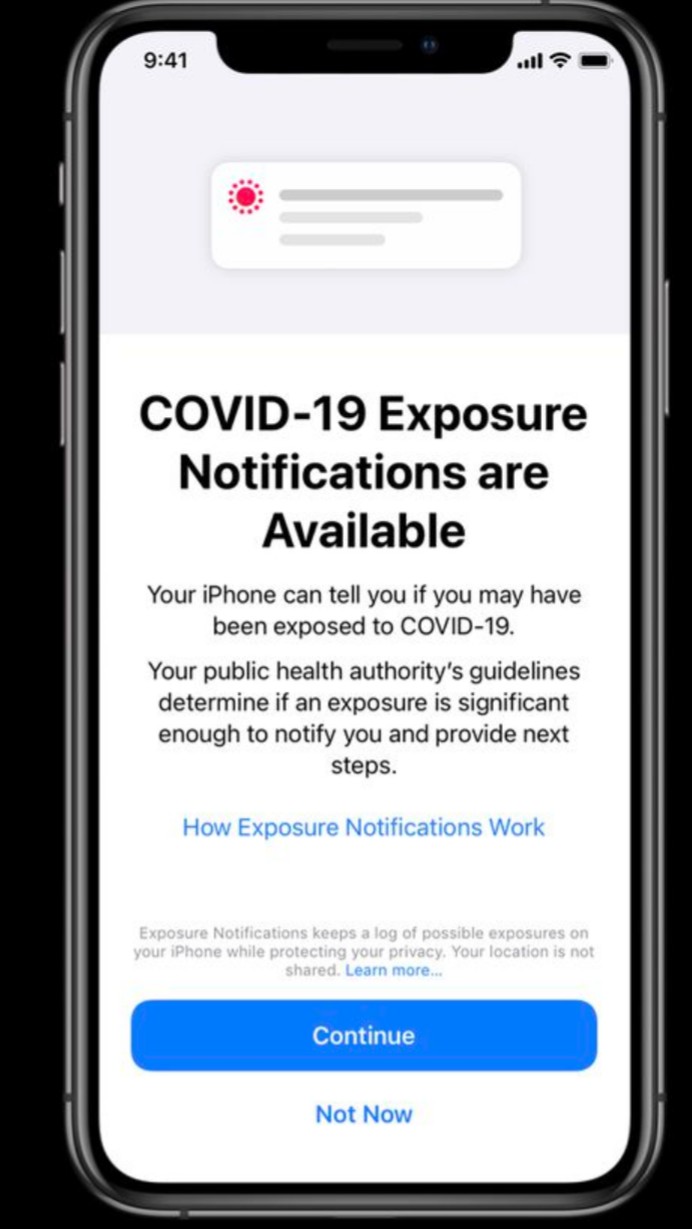 9:41
COVID-19 Exposure
Notifications are
Available
Your iPhone can tell you if you may have
been exposed to COVID-19.
Your public health authority's guidelines
determine if an exposure is significant
enough to notify you and provide next
steps.
How Exposure Notifications Work
Exposure Notifications keeps a log of possible exposures on
your iPhone while protecting your privacy. Your location is not
shared. Learn more...
Continue
Not Now